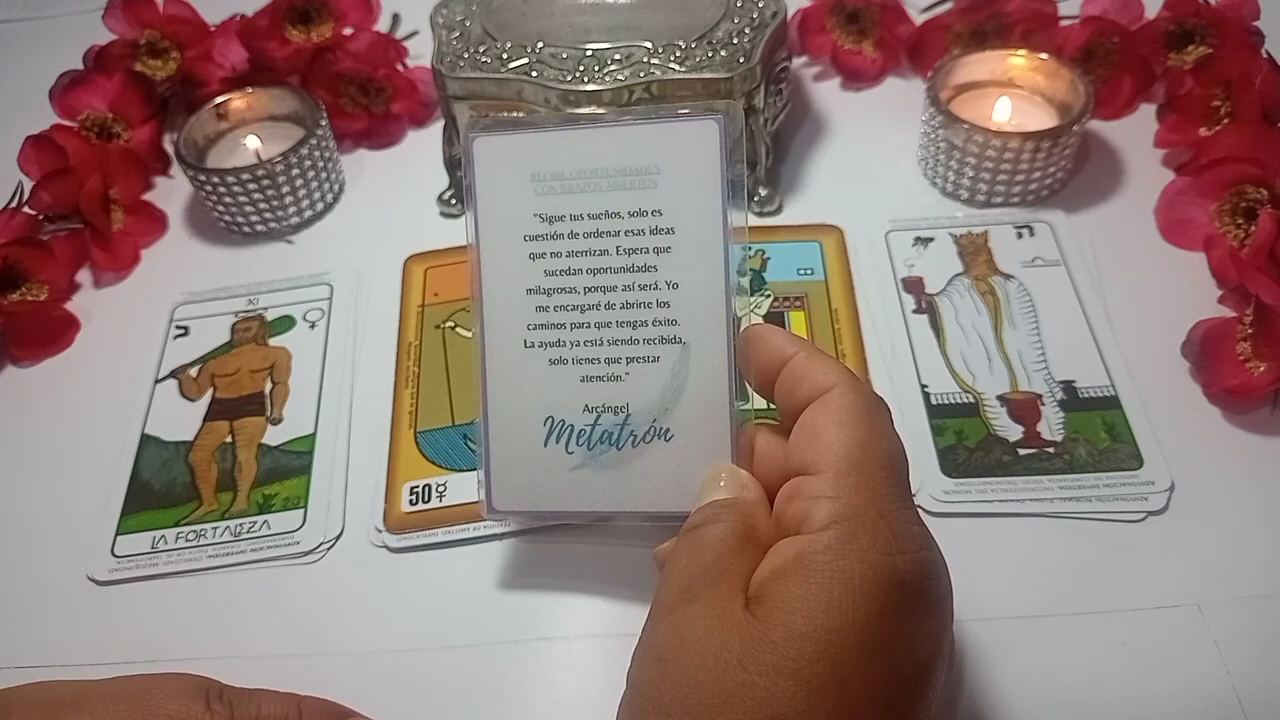 RECIBE OPORTUNIDADES
CON BRAZOS ABIERTOS
"Sigue tus sueños, solo es
cuestión de ordenar esas ideas
que no aterrizan. Espera que
sucedan oportunidades
milagrosas, porque así será. Yo
me encargaré de abrirte los
caminos para que tengas éxito.
La ayuda ya está siendo recibida,
solo tienes que prestar
atención."
Arcángel
Metatrón
XI
20
LA FORTALEZA
50